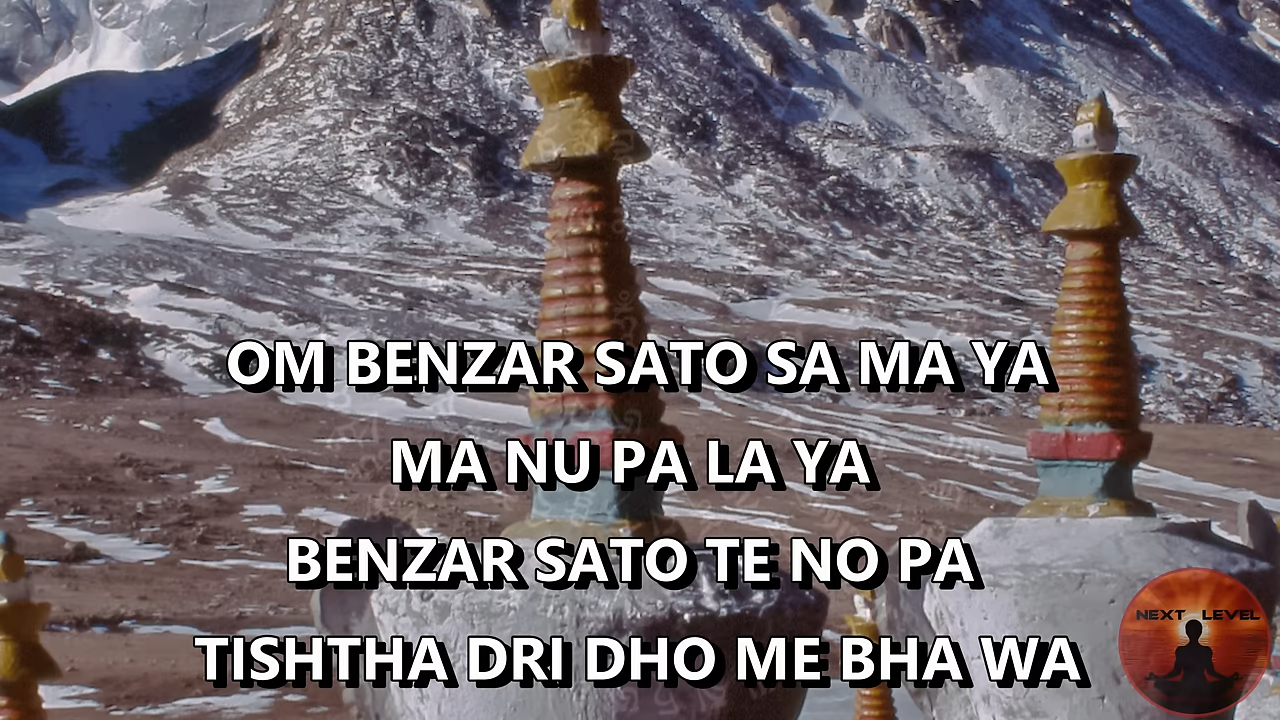 OM BENZAR SATO SA MA YA
MA NU PA LA YA
BENZAR SATO TE NO PA
TISHTHA DRI DHO ME BHA WA
NEXT LEVEL